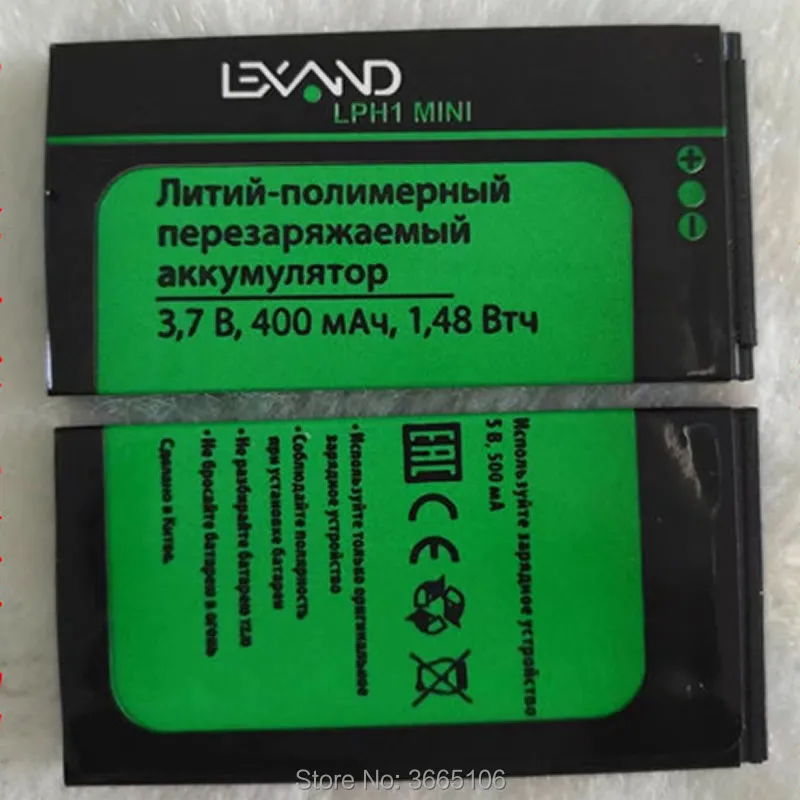 LEXAND
LPH1 MINI
Литий-полимерный
перезаряжаемый
аккумулятор
3,7 В, 400 мАч, 1,48 Втч
+
-
Используйте зарядное устройство
5 В, 500 мА
EAC
CE
• Используйте только оригинальное
зарядное устройство
• Соблюдайте полярность
при установке батареи
• Не разбирайте батарею
• Не бросайте батарею в огонь
Сделано в Китае
Store No: 3665106